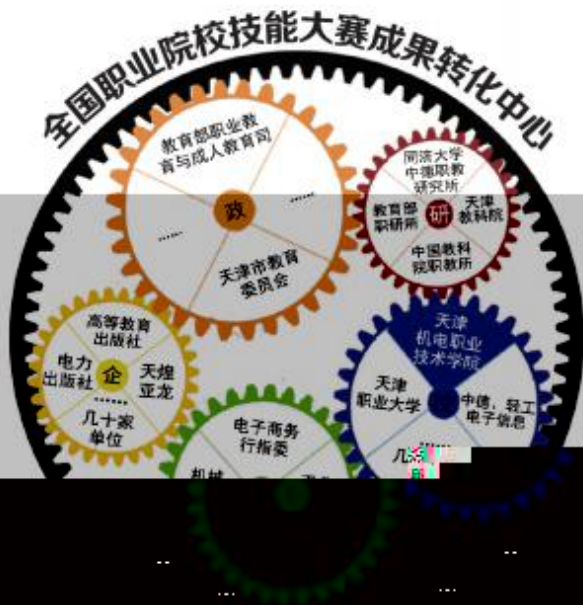 全国职业院校技能大赛成果转化中心
教育部职业教
育与成人教育司
政
……
……
天津市教育
委员会
同济大学
中德职教
研究所
教育部
职研所
研
天津
教科院
中国教科
院职教所
高等教育
出版社
电力
出版社
企
天煌
亚龙
……
几十家
单位
天津
机电职业
技术学院
天津
职业大学
中德、轻工
电子信息
……
几
电子商务
行指委
机械